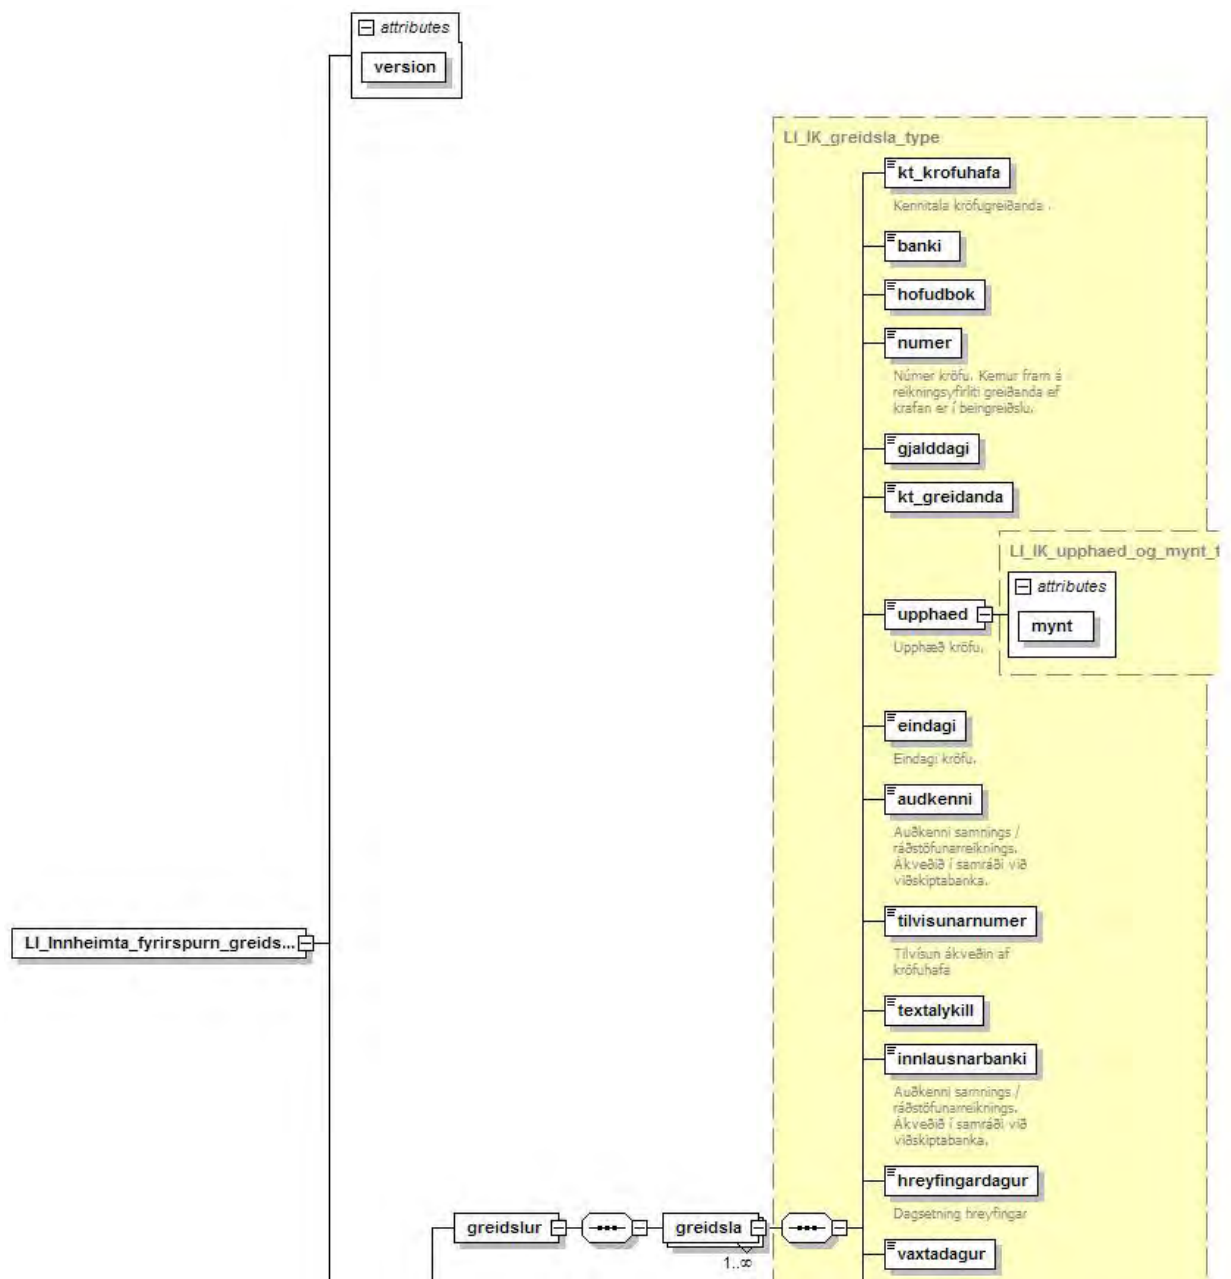 attributes
version
LI_IK_greidsla_type
kt_krofuhafa
Kennitala kröfugreiðanda .
banki
hofudbok
numer
Númer kröfu. Kemur fram á
reikningsyfirliti greiðanda ef
krafan er í beingreiðslu.
gjalddagi
kt_greidanda
LI_IK_upphaed_og_mynt_t
attributes
upphaed
mynt
Upphæð kröfu.
eindagi
Eindagi kröfu.
audkenni
Auðkenni samnings /
ráðstöfunarreiknings.
Ákveðið í samráði við
viðskiptabanka.
LI_Innheimta_fyrirspurn_greids...
tilvisunarnumer
Tilvísun ákveðin af
kröfuhafa
textalykill
innlausnarbanki
Auðkenni samnings /
ráðstöfunarreiknings.
Ákveðið í samráði við
viðskiptabanka.
hreyfingardagur
Dagsetning hreyfingar
greidslur
greidsla
1..∞
vaxtadagur